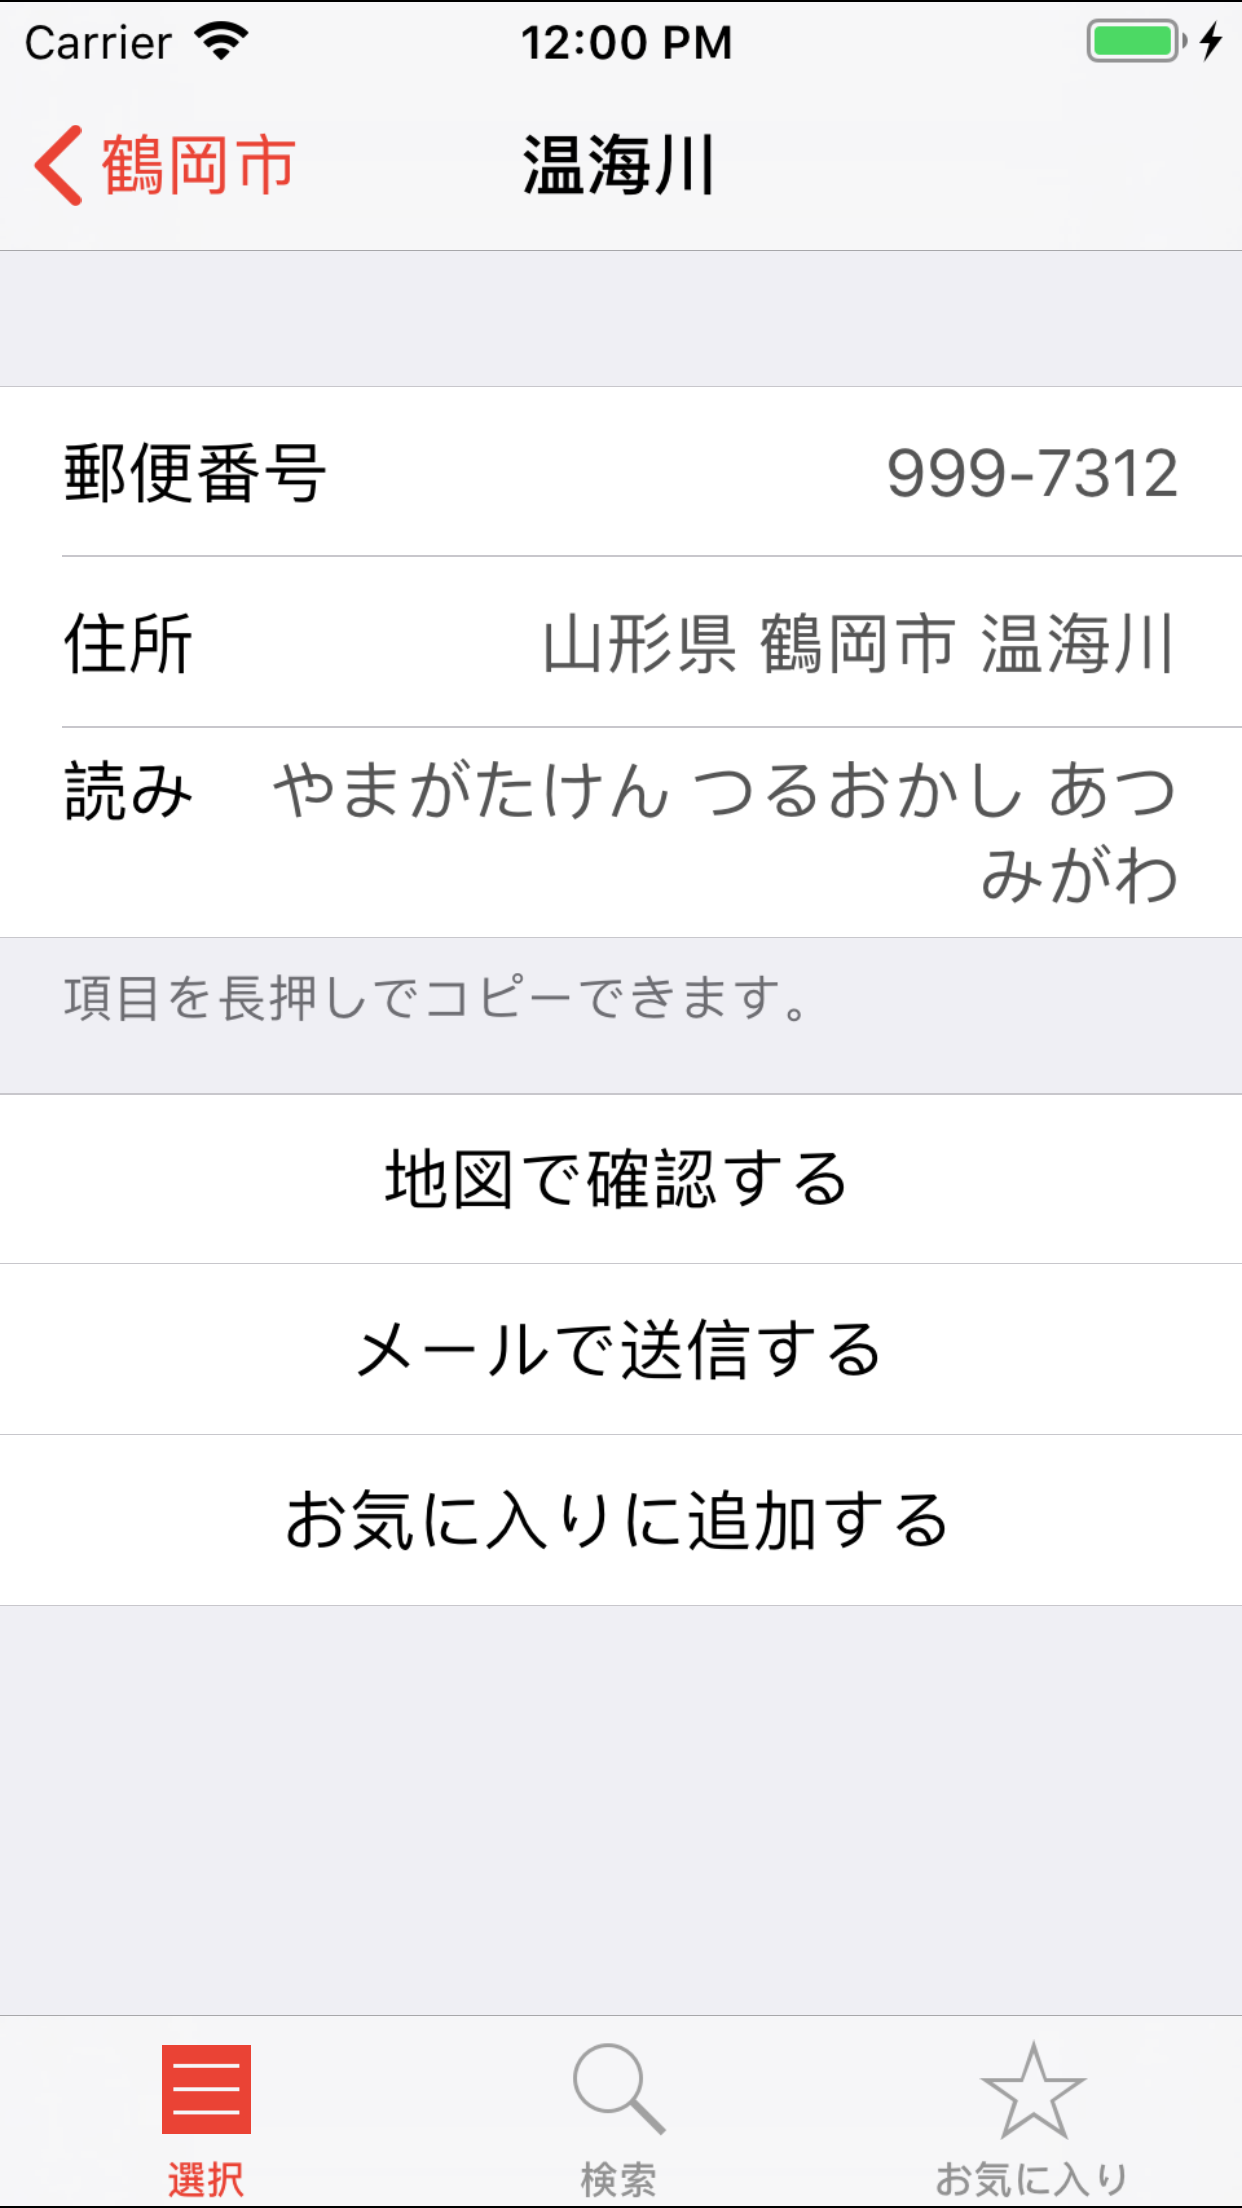 Carrier 12:00 PM
鶴岡市 温海川
郵便番号 999-7312
住所 山形県 鶴岡市 温海川
読み やまがたけん つるおかし あつ
みがわ
項目を長押しでコピーできます。
地図で確認する
メールで送信する
お気に入りに追加する
選択 検索 お気に入り